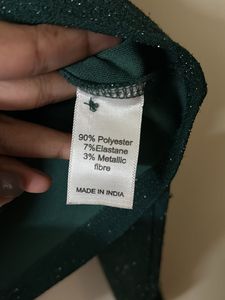 90% Polyester
7%Elastane
3% Metallic
fibre
MADE IN INDIA